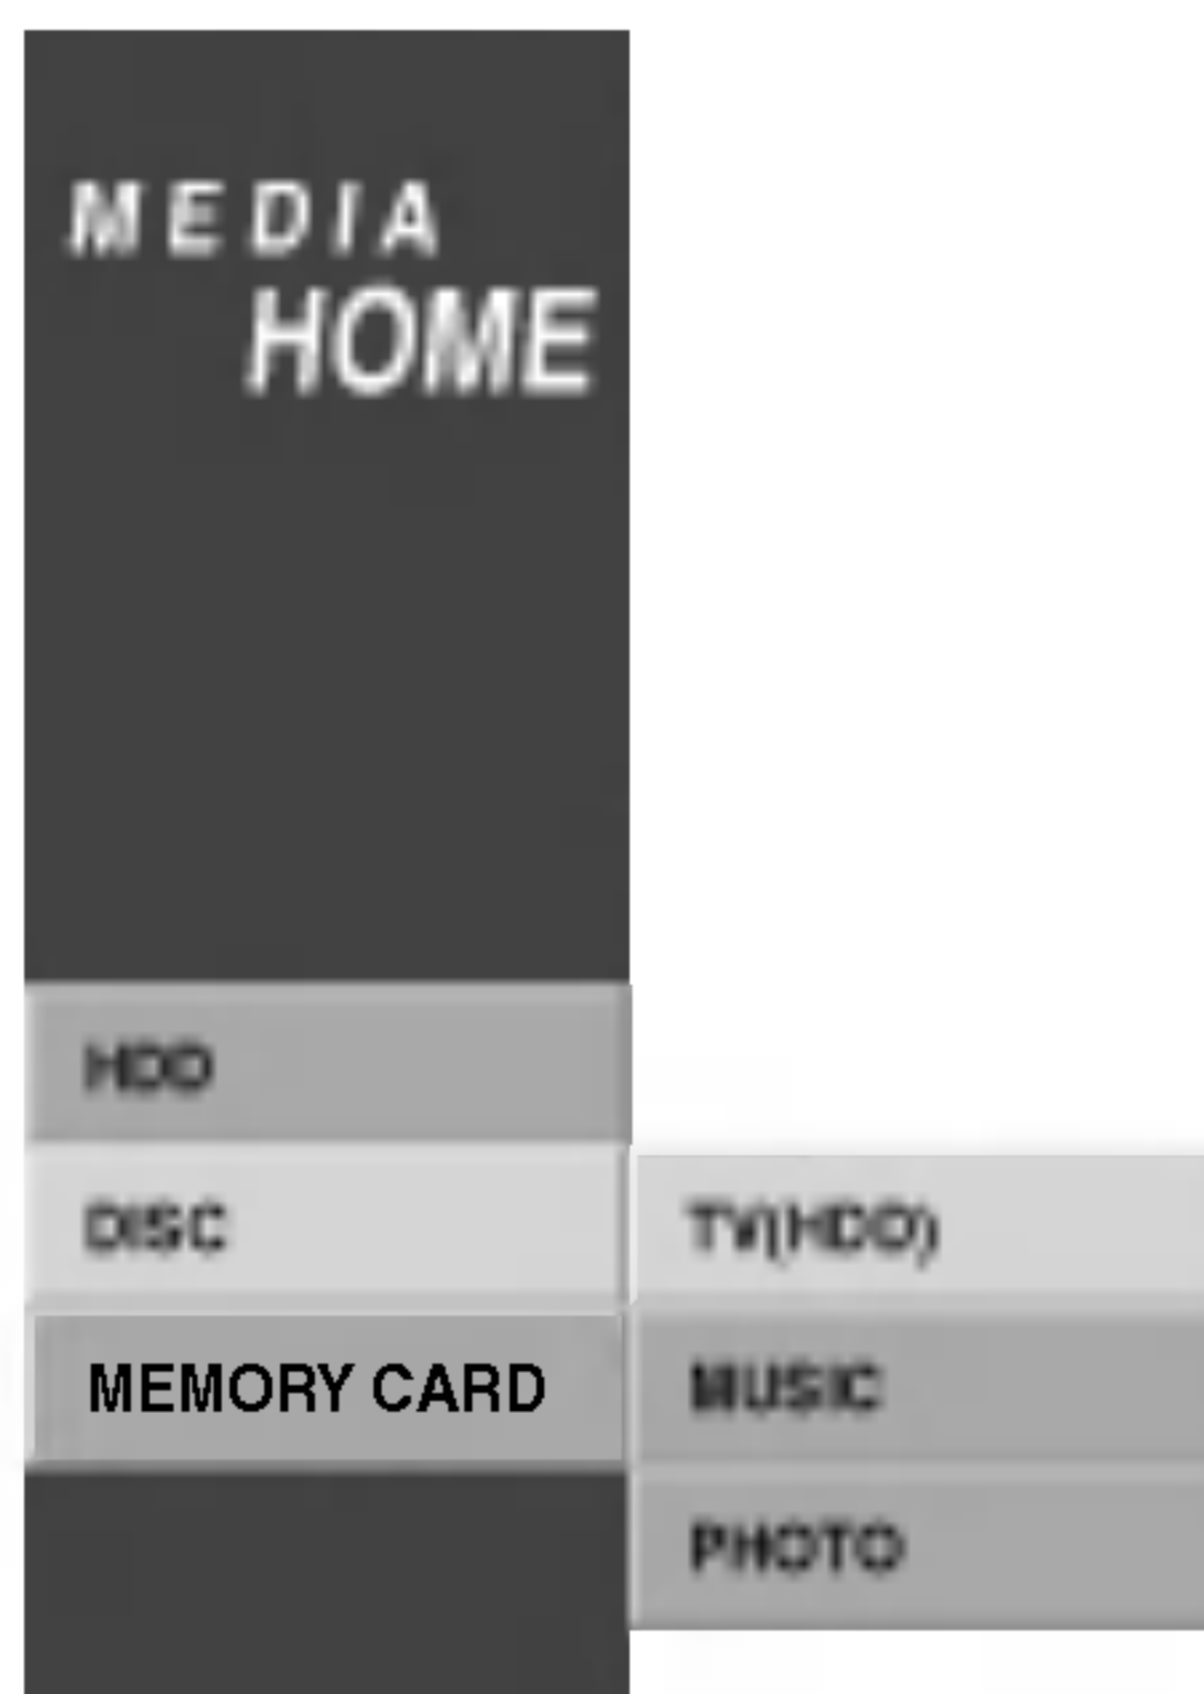 MEDIA
HOME
HDD
DISC
TV(HDD)
MEMORY CARD
MUSIC
PHOTO